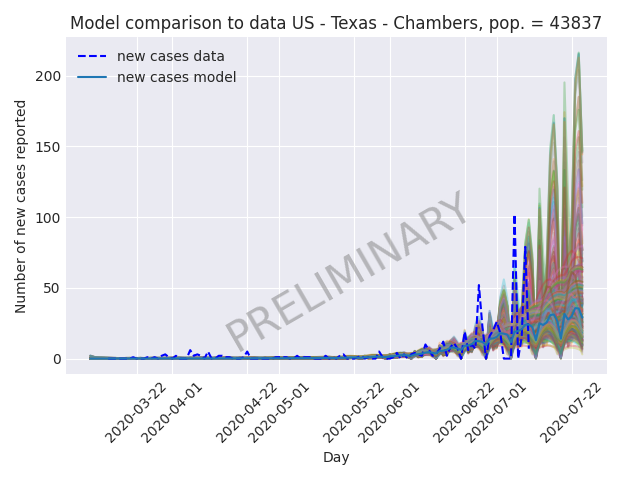 Model comparison to data US - Texas - Chambers, pop. = 43837
new cases data
new cases model
Number of new cases reported
200
150
100
50
0
PRELIMINARY
2020-03-22
2020-04-01
2020-04-22
2020-05-01
2020-05-22
2020-06-01
2020-06-22
2020-07-01
2020-07-22
Day